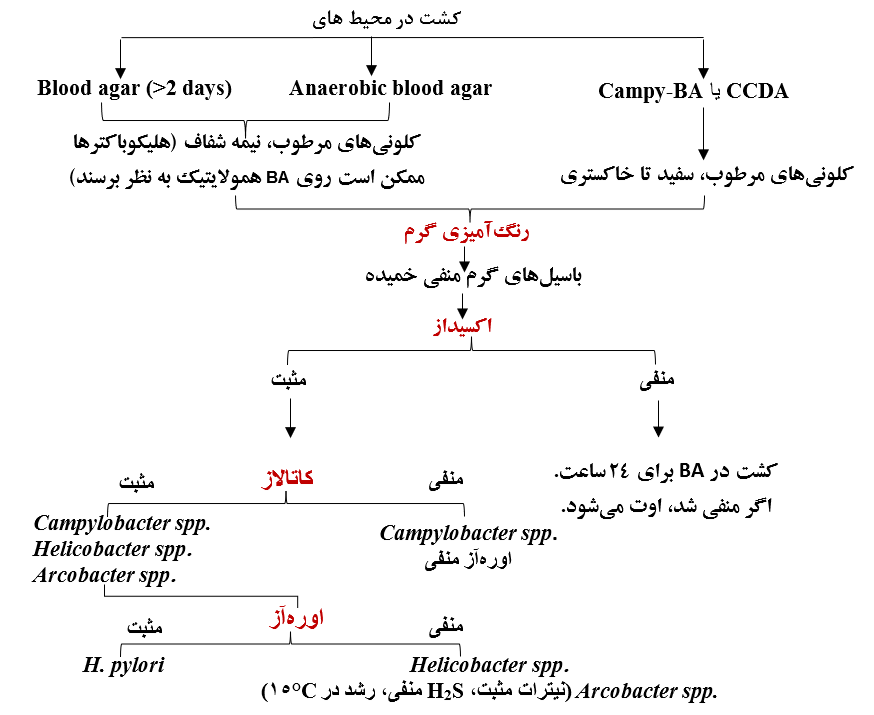 کشت در محیط های
Blood agar (>2 days)
Anaerobic blood agar
CCDA یا Campy-BA
کلونی‌های مرطوب، نیمه شفاف (هلیکوباکترها
ممکن است روی BA همولایتیک به نظر برسند)
کلونی‌های مرطوب، سفید تا خاکستری
رنگ‌آمیزی گرم
باسیل‌های گرم منفی خمیده
اکسیداز
مثبت
منفی
کشت در BA برای ۲۴ ساعت.
اگر منفی شد، اوت می‌شود.
کاتالاز
مثبت
منفی
Campylobacter spp.
Helicobacter spp.
Arcobacter spp.
Campylobacter spp.
اوره‌آز منفی
اوره‌آز
مثبت
منفی
H. pylori
Helicobacter spp.
Arcobacter spp. (نیترات مثبت، H₂S منفی، رشد در ۱۵°C)